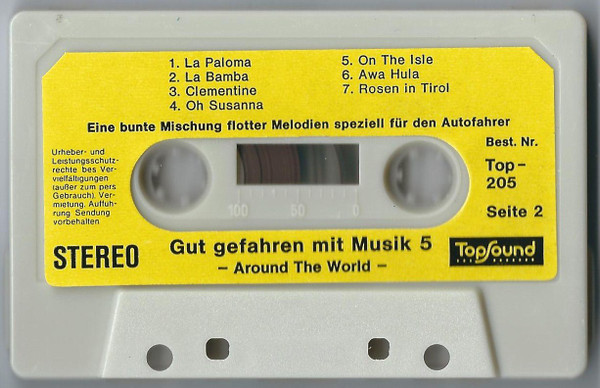 1. La Paloma
2. La Bamba
3. Clementine
4. Oh Susanna
5. On The Isle
6. Awa Hula
7. Rosen in Tirol
Eine bunte Mischung flotter Melodien speziell für den Autofahrer
Urheber- und
Leistungsschutz-
rechte bes. Ver-
vielfältigungen
(außer zum pers
Gebrauch). Ver-
mietung. Auffüh-
rung Sendung
vorbehalten
100 50 0
Best. Nr.
Top-
205
Seite 2
STEREO
Gut gefahren mit Musik 5
- Around The World -
TopSound